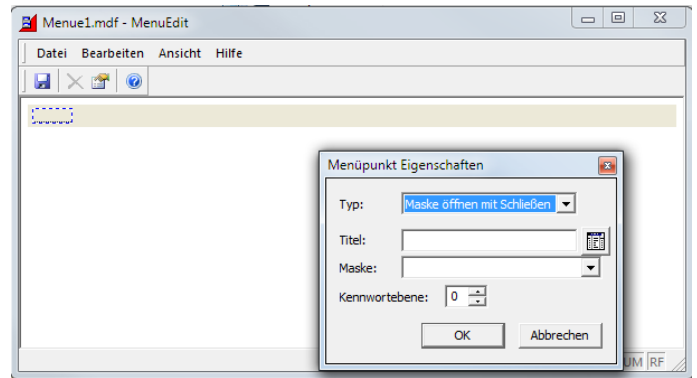 Menue1.mdf - MenuEdit
Datei Bearbeiten Ansicht Hilfe
Menüpunkt Eigenschaften
Typ: Maske öffnen mit Schließen
Titel:
Maske:
Kennwortebene: 0
OK Abbrechen
UM RF